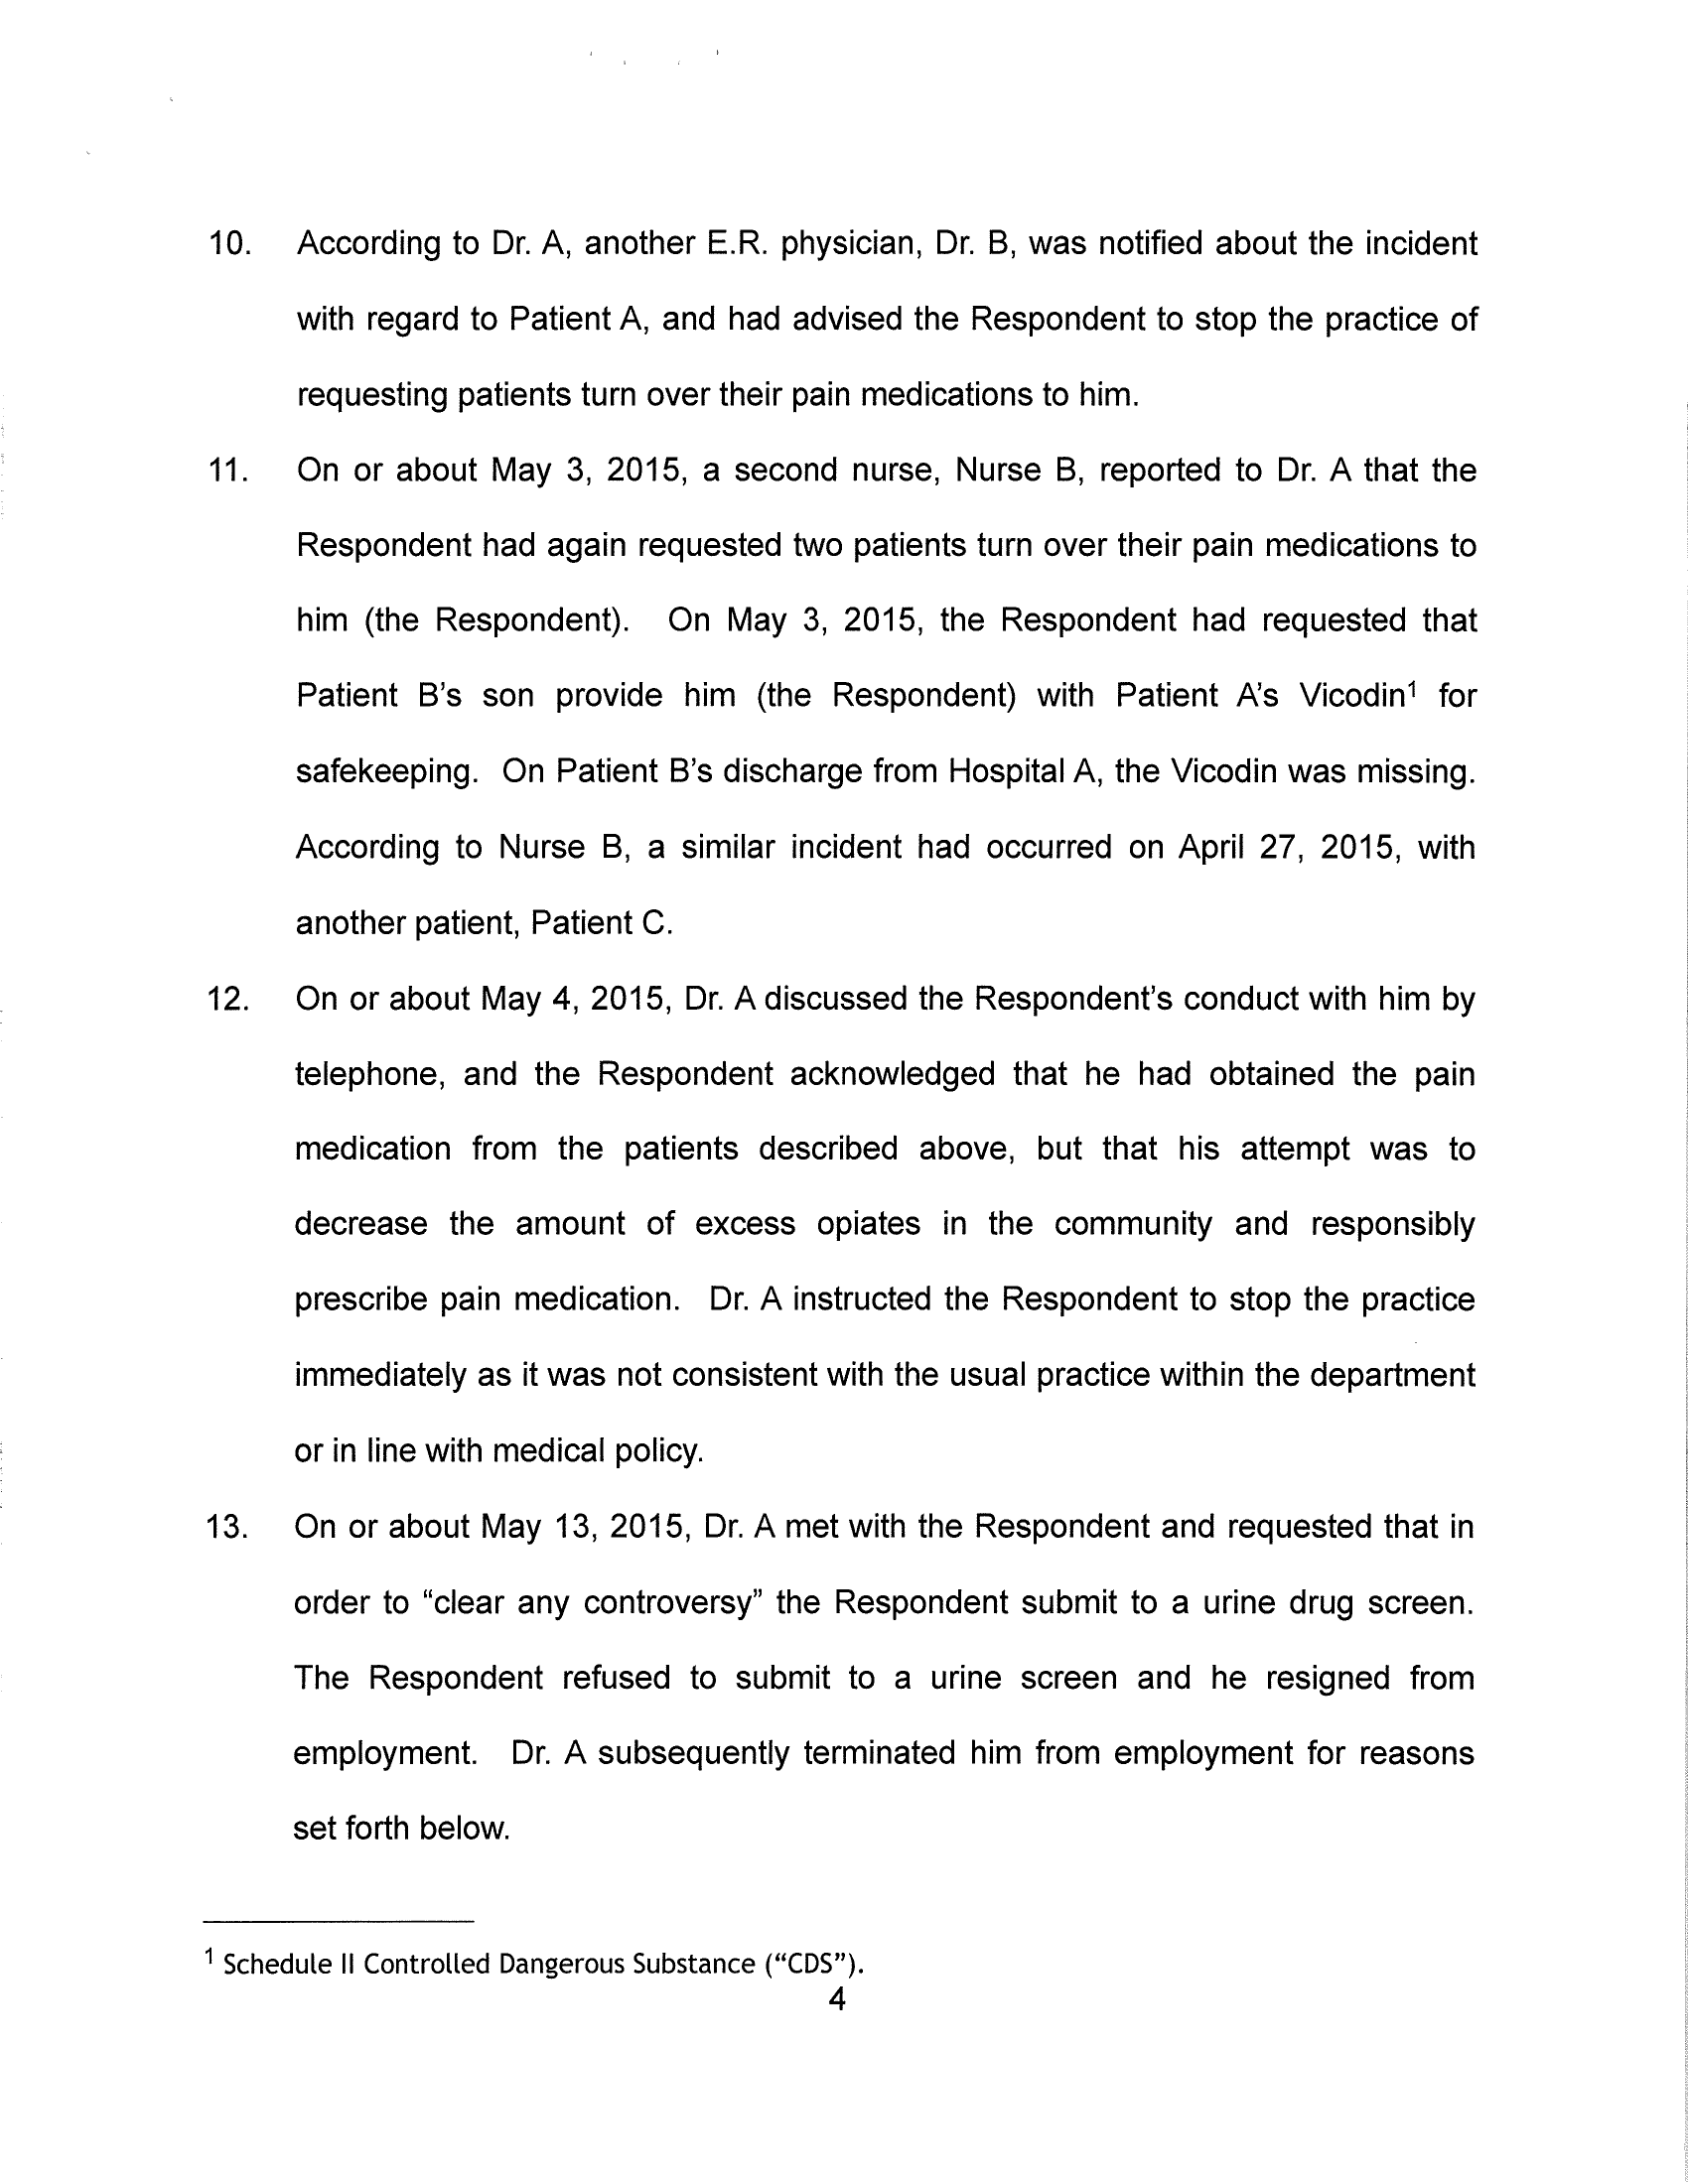 10. According to Dr. A, another E.R. physician, Dr. B, was notified about the incident
with regard to Patient A, and had advised the Respondent to stop the practice of
requesting patients turn over their pain medications to him.
11. On or about May 3, 2015, a second nurse, Nurse B, reported to Dr. A that the
Respondent had again requested two patients turn over their pain medications to
him (the Respondent). On May 3, 2015, the Respondent had requested that
Patient B's son provide him (the Respondent) with Patient A's Vicodin¹ for
safekeeping. On Patient B's discharge from Hospital A, the Vicodin was missing.
According to Nurse B, a similar incident had occurred on April 27, 2015, with
another patient, Patient C.
12. On or about May 4, 2015, Dr. A discussed the Respondent's conduct with him by
telephone, and the Respondent acknowledged that he had obtained the pain
medication from the patients described above, but that his attempt was to
decrease the amount of excess opiates in the community and responsibly
prescribe pain medication. Dr. A instructed the Respondent to stop the practice
immediately as it was not consistent with the usual practice within the department
or in line with medical policy.
13. On or about May 13, 2015, Dr. A met with the Respondent and requested that in
order to “clear any controversy” the Respondent submit to a urine drug screen.
The Respondent refused to submit to a urine screen and he resigned from
employment. Dr. A subsequently terminated him from employment for reasons
set forth below.
¹ Schedule II Controlled Dangerous Substance (“CDS”).
4